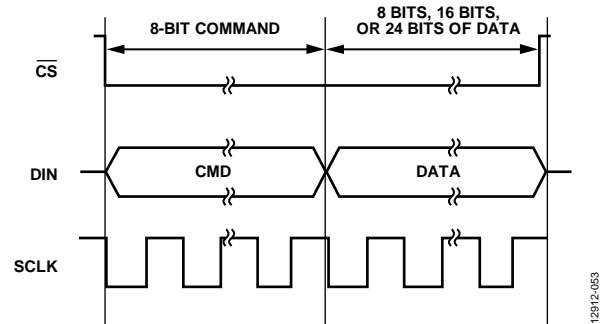 8-BIT COMMAND
8 BITS, 16 BITS,
OR 24 BITS OF DATA
CS
DIN
CMD
DATA
SCLK
12912-053